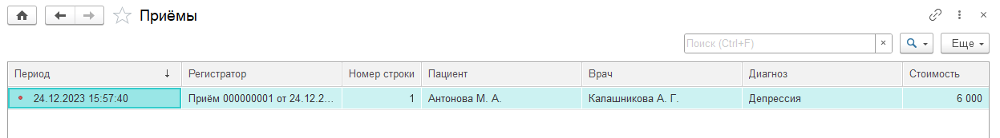 Приёмы
Поиск (Ctrl+F) × Еще
Период ↓ Регистратор Номер строки Пациент Врач Диагноз Стоимость
24.12.2023 15:57:40 Приём 000000001 от 24.12.2... 1 Антонова М. А. Калашникова А. Г. Депрессия 6 000